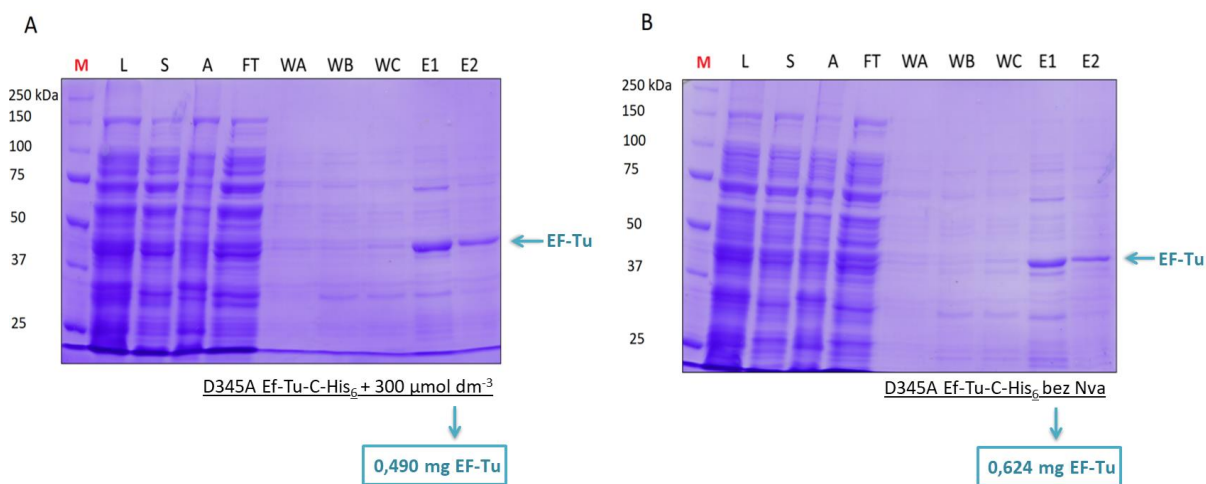 A
M L S A FT WA WB WC E1 E2
250 kDa
150
100
75
50
37
25
EF-Tu
D345A Ef-Tu-C-His₆ + 300 µmol dm⁻³
0,490 mg EF-Tu
B
M L S A FT WA WB WC E1 E2
250 kDa
150
100
75
50
37
25
EF-Tu
D345A Ef-Tu-C-His₆ bez Nva
0,624 mg EF-Tu